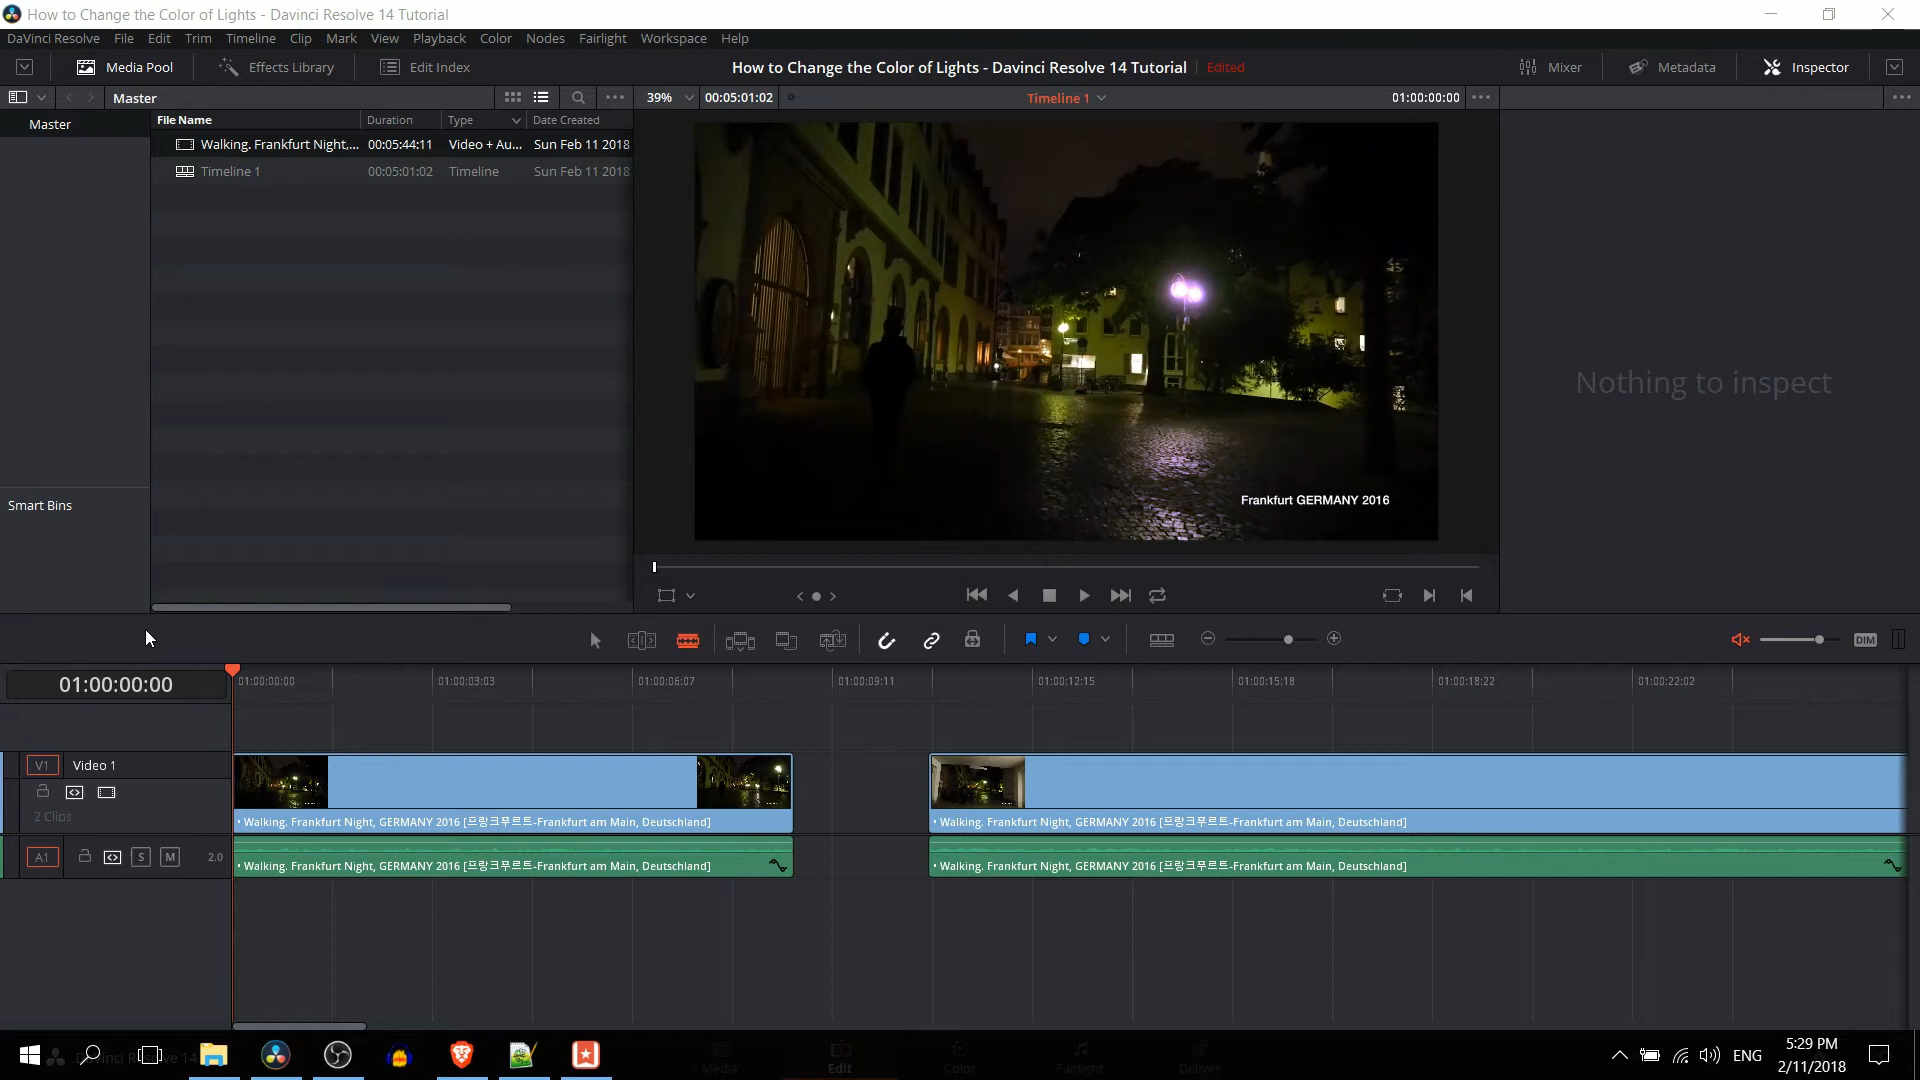 How to Change the Color of Lights - Davinci Resolve 14 Tutorial
DaVinci Resolve File Edit Trim Timeline Clip Mark View Playback Color Nodes Fairlight Workspace Help
Media Pool Effects Library Edit Index How to Change the Color of Lights - Davinci Resolve 14 Tutorial Edited Mixer Metadata Inspector
Master 39% 00:05:01:02 Timeline 1 01:00:00:00
Master
File Name Duration Type Date Created
Walking. Frankfurt Night,... 00:05:44:11 Video + Au... Sun Feb 11 2018
Timeline 1 00:05:01:02 Timeline Sun Feb 11 2018
Nothing to inspect
Frankfurt GERMANY 2016
Smart Bins
DIM
01:00:00:00
01:00:00:00 01:00:03:03 01:00:06:07 01:00:09:11 01:00:12:15 01:00:15:18 01:00:18:22 01:00:22:02
V1 Video 1
2 Clips
• Walking. Frankfurt Night, GERMANY 2016 [프랑크푸르트-Frankfurt am Main, Deutschland]
• Walking. Frankfurt Night, GERMANY 2016 [프랑크푸르트-Frankfurt am Main, Deutschland]
A1 S M 2.0
• Walking. Frankfurt Night, GERMANY 2016 [프랑크푸르트-Frankfurt am Main, Deutschland]
• Walking. Frankfurt Night, GERMANY 2016 [프랑크푸르트-Frankfurt am Main, Deutschland]
DaVinci Resolve 14
Media Edit Color Fairlight Deliver
ENG
5:29 PM
2/11/2018